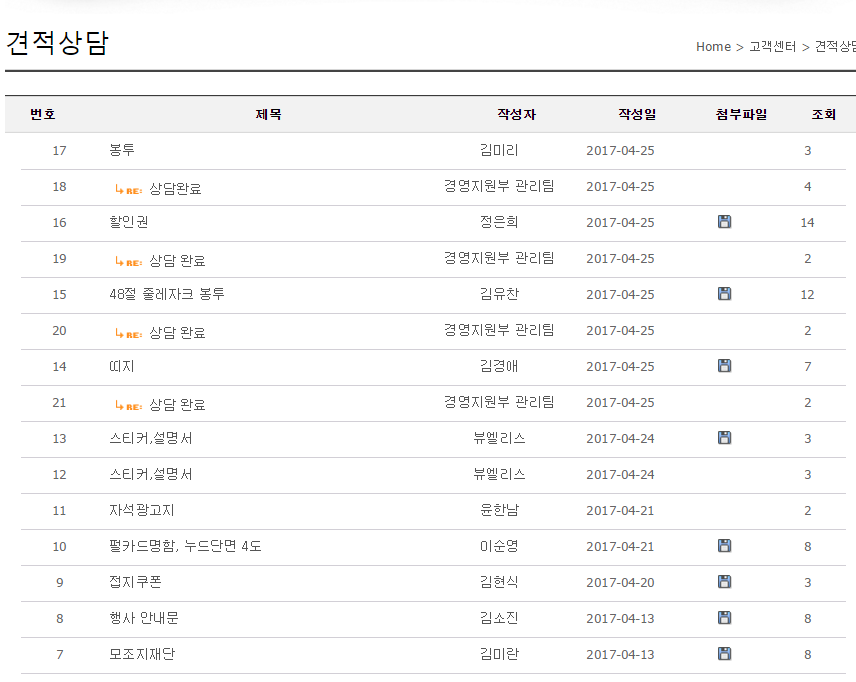 견적상담
Home > 고객센터 > 견적상담
번호 제목 작성자 작성일 첨부파일 조회
17 봉투 김미리 2017-04-25 3
18 RE: 상담완료 경영지원부 관리팀 2017-04-25 4
16 할인권 정은희 2017-04-25 14
19 RE: 상담 완료 경영지원부 관리팀 2017-04-25 2
15 48절 줄레자크 봉투 김유찬 2017-04-25 12
20 RE: 상담 완료 경영지원부 관리팀 2017-04-25 2
14 띠지 김경애 2017-04-25 7
21 RE: 상담 완료 경영지원부 관리팀 2017-04-25 2
13 스티커,설명서 뷰엘리스 2017-04-24 3
12 스티커,설명서 뷰엘리스 2017-04-24 3
11 자석광고지 윤한남 2017-04-21 2
10 펄카드명함, 누드단면 4도 이순영 2017-04-21 8
9 접지쿠폰 김현식 2017-04-20 3
8 행사 안내문 김소진 2017-04-13 8
7 모조지재단 김미란 2017-04-13 8